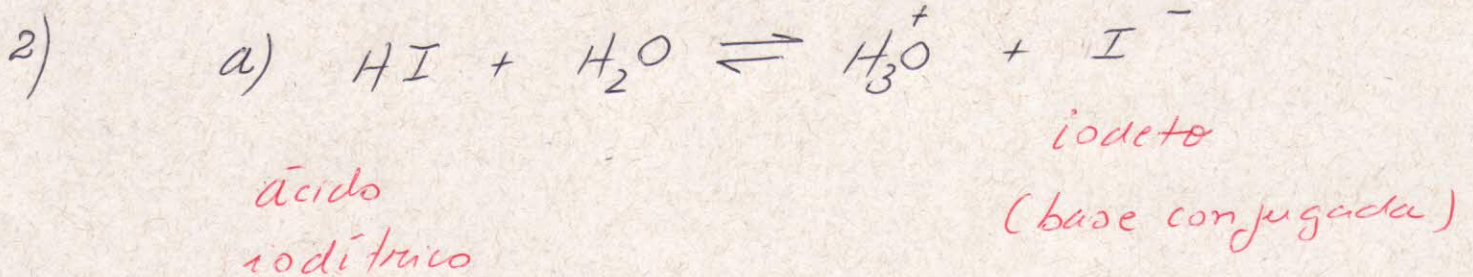 2) a) HI + H₂O ⇌ H₃O⁺ + I⁻
iodeto
ácido
(base conjugada)
iodítrico